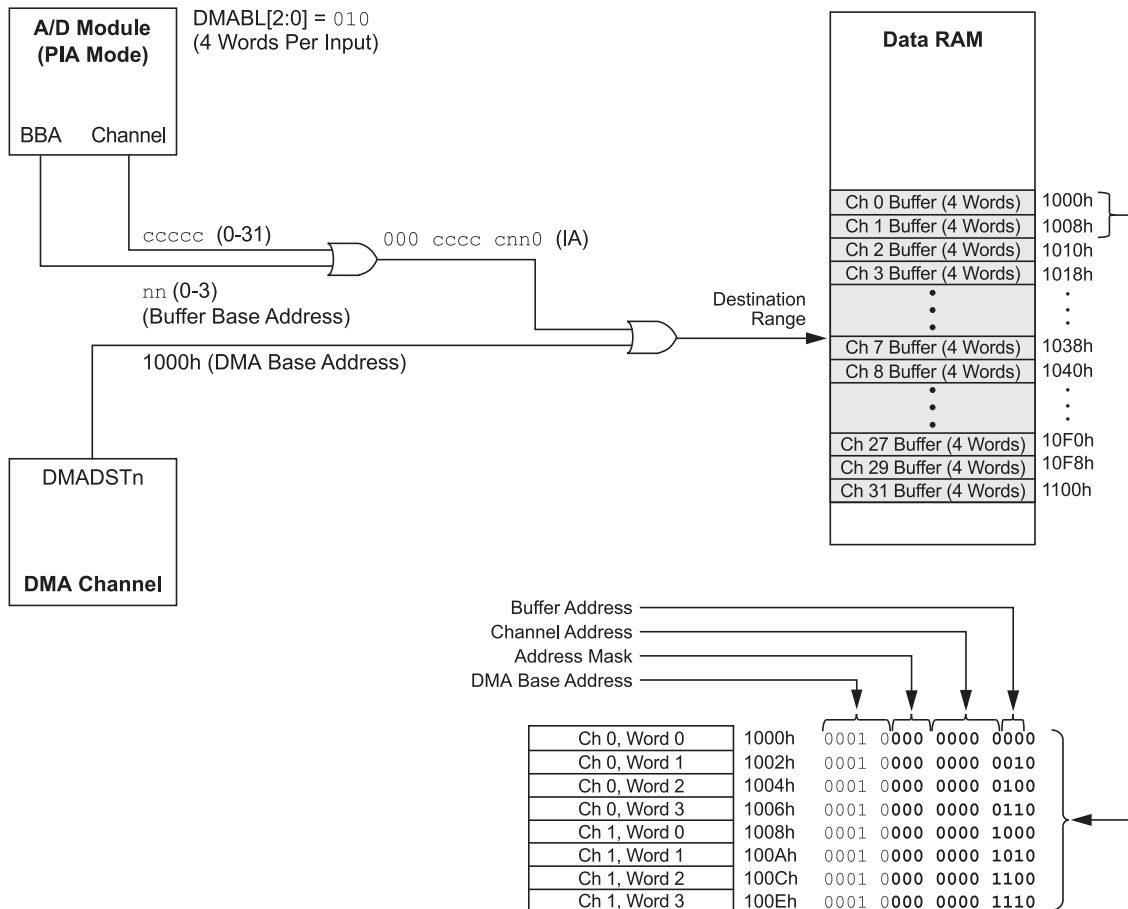 A/D Module
(PIA Mode)
BBA Channel
DMABL[2:0] = 010
(4 Words Per Input)
ccccc (0-31)
000 cccc cnn0 (IA)
nn (0-3)
(Buffer Base Address)
1000h (DMA Base Address)
Destination
Range
DMADSTn
DMA Channel
Data RAM
Ch 0 Buffer (4 Words) 1000h
Ch 1 Buffer (4 Words) 1008h
Ch 2 Buffer (4 Words) 1010h
Ch 3 Buffer (4 Words) 1018h
Ch 7 Buffer (4 Words) 1038h
Ch 8 Buffer (4 Words) 1040h
Ch 27 Buffer (4 Words) 10F0h
Ch 29 Buffer (4 Words) 10F8h
Ch 31 Buffer (4 Words) 1100h
Buffer Address
Channel Address
Address Mask
DMA Base Address
Ch 0, Word 0 1000h 0001 0000 0000 0000
Ch 0, Word 1 1002h 0001 0000 0000 0010
Ch 0, Word 2 1004h 0001 0000 0000 0100
Ch 0, Word 3 1006h 0001 0000 0000 0110
Ch 1, Word 0 1008h 0001 0000 0000 1000
Ch 1, Word 1 100Ah 0001 0000 0000 1010
Ch 1, Word 2 100Ch 0001 0000 0000 1100
Ch 1, Word 3 100Eh 0001 0000 0000 1110